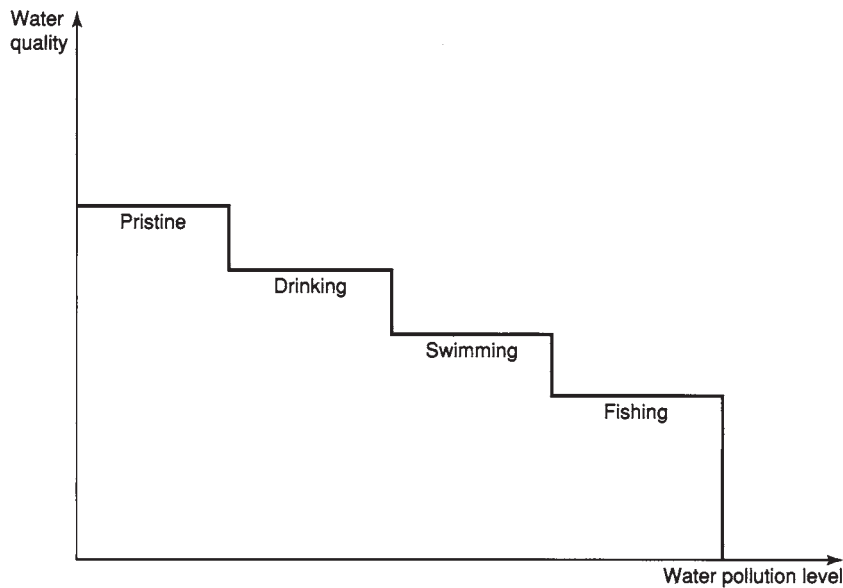 Water
quality
Pristine
Drinking
Swimming
Fishing
Water pollution level